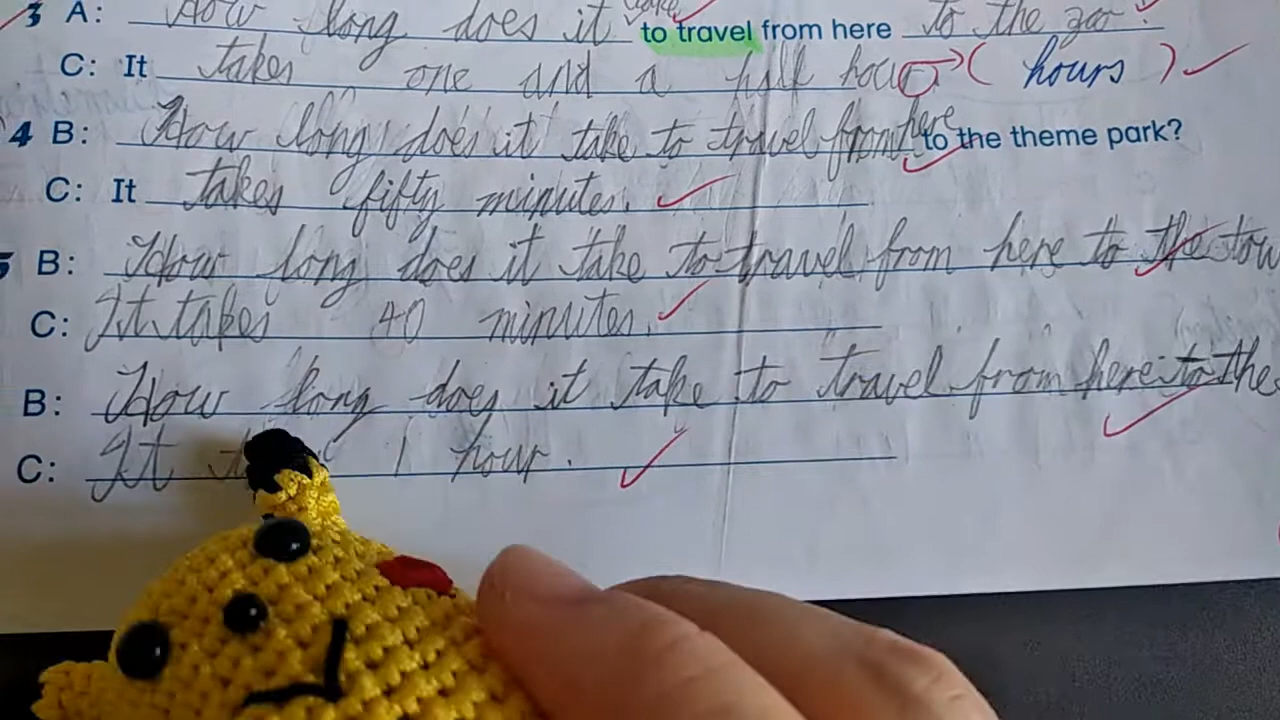 3 A: How long does it take to travel from here to the zoo?
C: It takes one and a half hour (hours)
4 B: How long does it take to travel from here to the theme park?
C: It takes fifty minutes.
5 B: How long does it take to travel from here to the
C: It takes 40 minutes.
B: How long does it take to travel from here to the
C: It 1 hour.